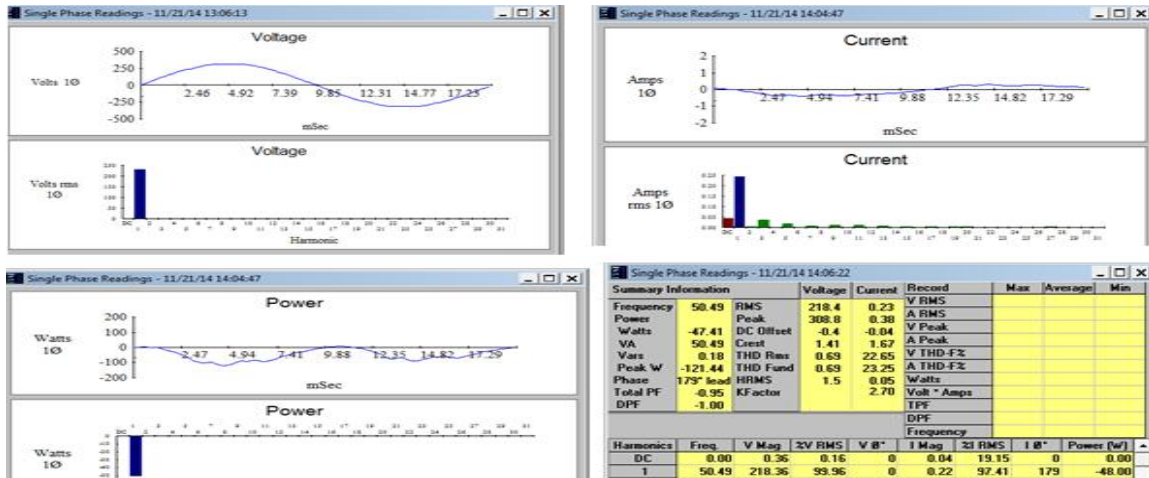 Single Phase Readings - 11/21/14 13:06:13
Voltage
500
250
Volts 1Ø
0
2.46 4.92 7.39 9.85 12.31 14.77 17.23
-250
-500
mSec
Voltage
Volts rms
1Ø
DC
Harmonic
Single Phase Readings - 11/21/14 14:04:47
Current
2
1
Amps
1Ø
0
2.47 4.94 7.41 9.88 12.35 14.82 17.29
-1
-2
mSec
Current
Amps
rms 1Ø
DC
Single Phase Readings - 11/21/14 14:04:47
Power
200
100
Watts
1Ø
0
2.47 4.94 7.41 9.88 12.35 14.82 17.29
-100
-200
mSec
Power
DC
Watts
1Ø
Single Phase Readings - 11/21/14 14:06:22
Summary Information Voltage Current Record Max Average Min
Frequency 50.49 RMS 218.4 0.23 V RMS
Power Peak 308.8 0.38 A RMS
Watts -47.41 DC Offset -0.4 -0.04 V Peak
VA 50.49 Crest 1.41 1.67 A Peak
Vars 0.18 THD Rms 0.69 22.65 V THD-F%
Peak W -121.44 THD Fund 0.69 23.25 A THD-F%
Phase 179° lead HRMS 1.5 0.05 Watts
Total PF -0.95 KFactor 2.70 Volt * Amps
DPF -1.00 TPF
DPF
Frequency
Harmonics Freq. V Mag %V RMS V Ø° I Mag %I RMS I Ø° Power (W)
DC 0.00 0.36 0.16 0 0.04 19.15 0 0.00
1 50.49 218.36 99.96 0 0.22 97.41 179 -48.00